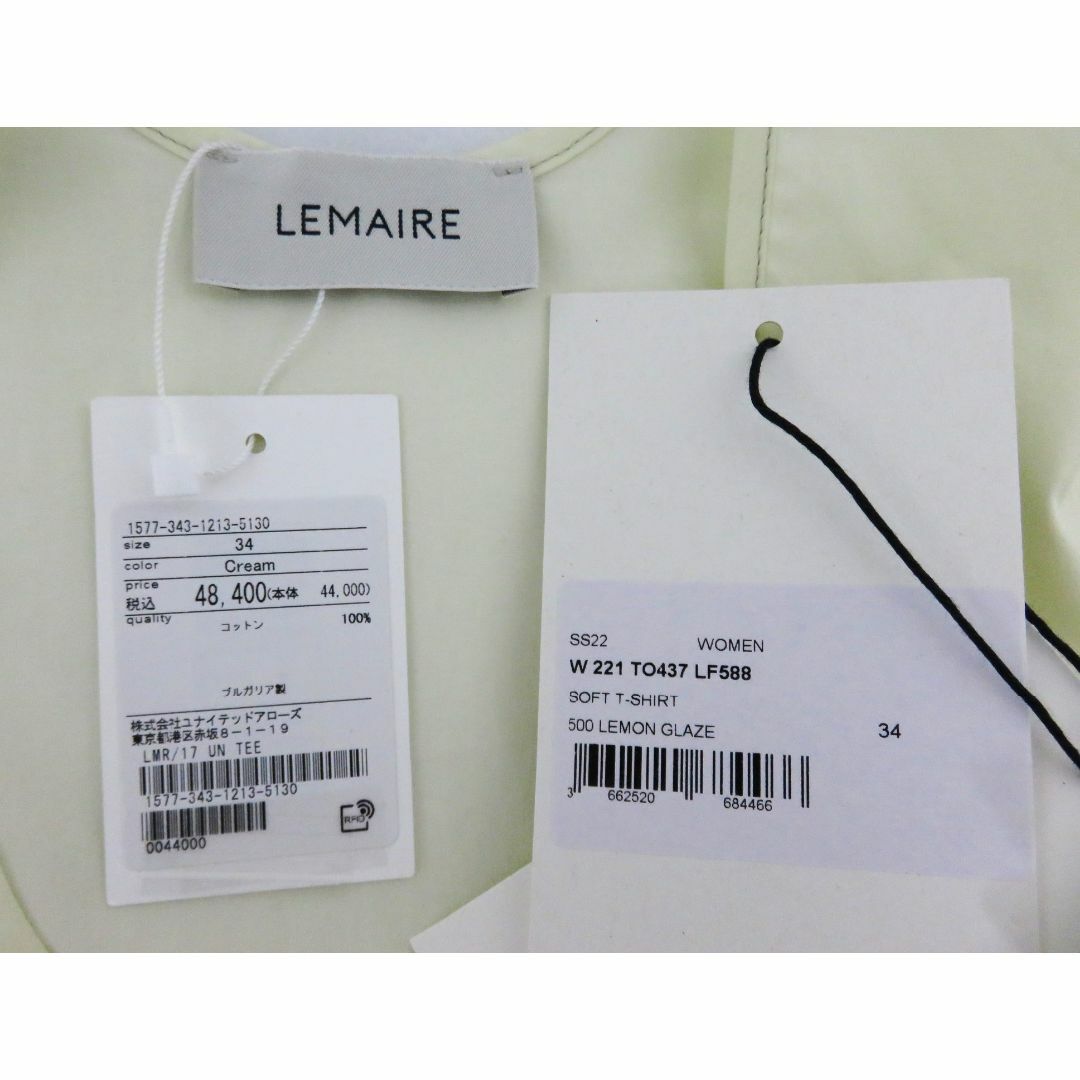 LEMAIRE
1577-343-1213-5130
size 34
color Cream
price
税込 48,400(本体 44,000)
quality コットン 100%
ブルガリア製
株式会社ユナイテッドアローズ
東京都港区赤坂8-1-19
LMR/17 UN TEE
1577-343-1213-5130
0044000
RFID
SS22 WOMEN
W 221 TO437 LF588
SOFT T-SHIRT
500 LEMON GLAZE 34
3 662520 684466